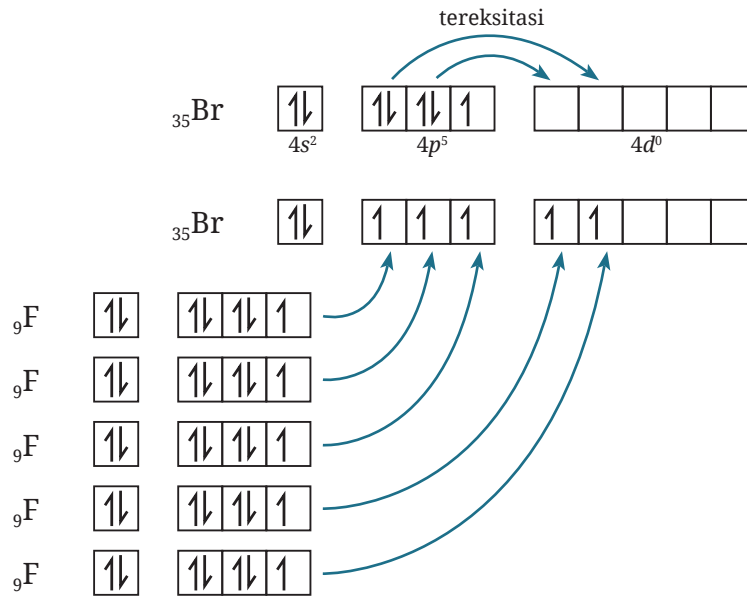 tereksitasi
₃₅Br
4s² 4p⁵ 4d⁰
₃₅Br
₉F
₉F
₉F
₉F
₉F